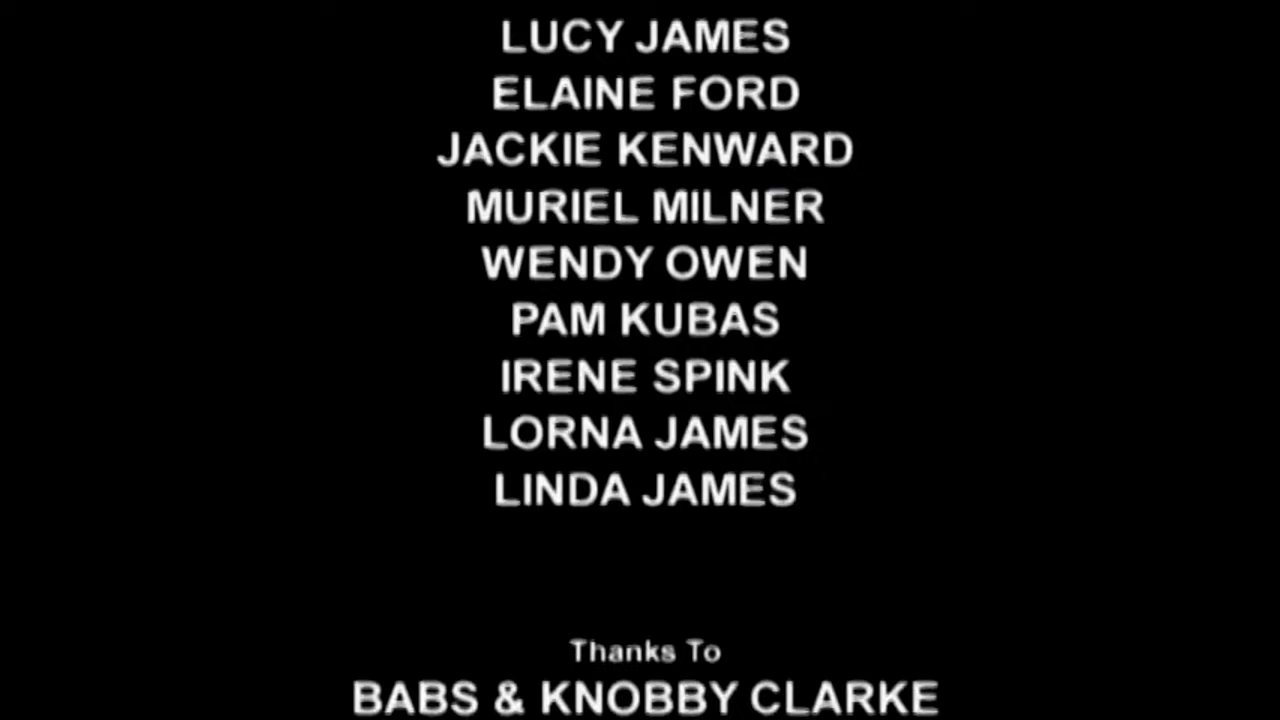 LUCY JAMES
ELAINE FORD
JACKIE KENWARD
MURIEL MILNER
WENDY OWEN
PAM KUBAS
IRENE SPINK
LORNA JAMES
LINDA JAMES
Thanks To
BABS & KNOBBY CLARKE